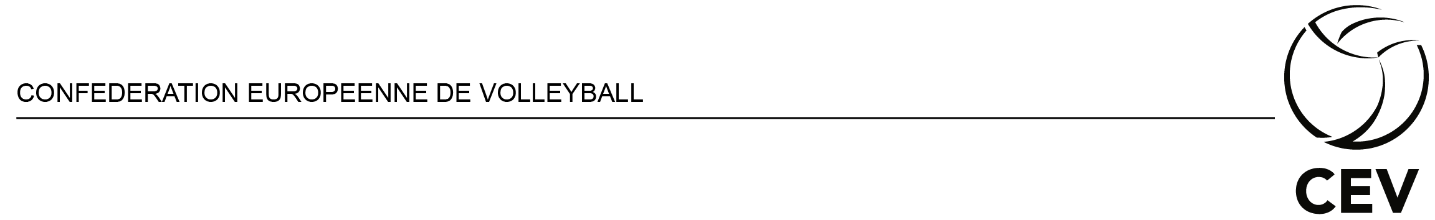 CONFEDERATION EUROPEENNE DE VOLLEYBALL
CEV